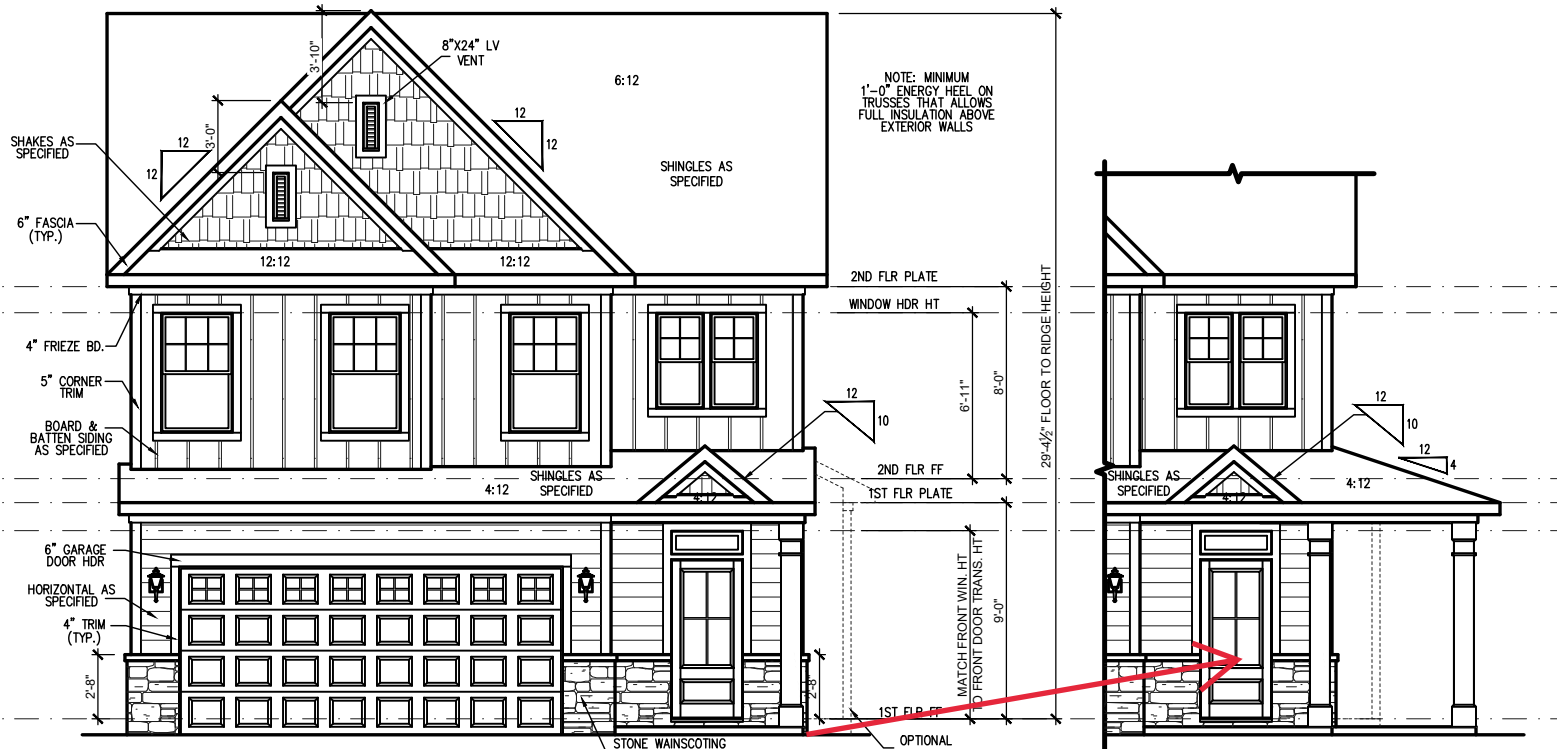 3'-10"
8"X24" LV
VENT
6:12
NOTE: MINIMUM
1'-0" ENERGY HEEL ON
TRUSSES THAT ALLOWS
FULL INSULATION ABOVE
EXTERIOR WALLS
3'-0"
12
12
SHAKES AS
SPECIFIED
12
12
SHINGLES AS
SPECIFIED
6" FASCIA
(TYP.)
12:12
12:12
2ND FLR PLATE
WINDOW HDR HT
29'-4½" FLOOR TO RIDGE HEIGHT
4" FRIEZE BD.
5" CORNER
TRIM
6'-11"
8'-0"
12
10
12
10
BOARD &
BATTEN SIDING
AS SPECIFIED
12
4
2ND FLR FF
SHINGLES AS
SPECIFIED
4:12
4:12
1ST FLR PLATE
SHINGLES AS
SPECIFIED
4:12
4:12
6" GARAGE
DOOR HDR
HORIZONTAL AS
SPECIFIED
4" TRIM
(TYP.)
MATCH FRONT WIN. HT
TO FRONT DOOR TRANS. HT
9'-0"
2'-8"
2'-8"
1ST FLR FF
STONE WAINSCOTING
OPTIONAL